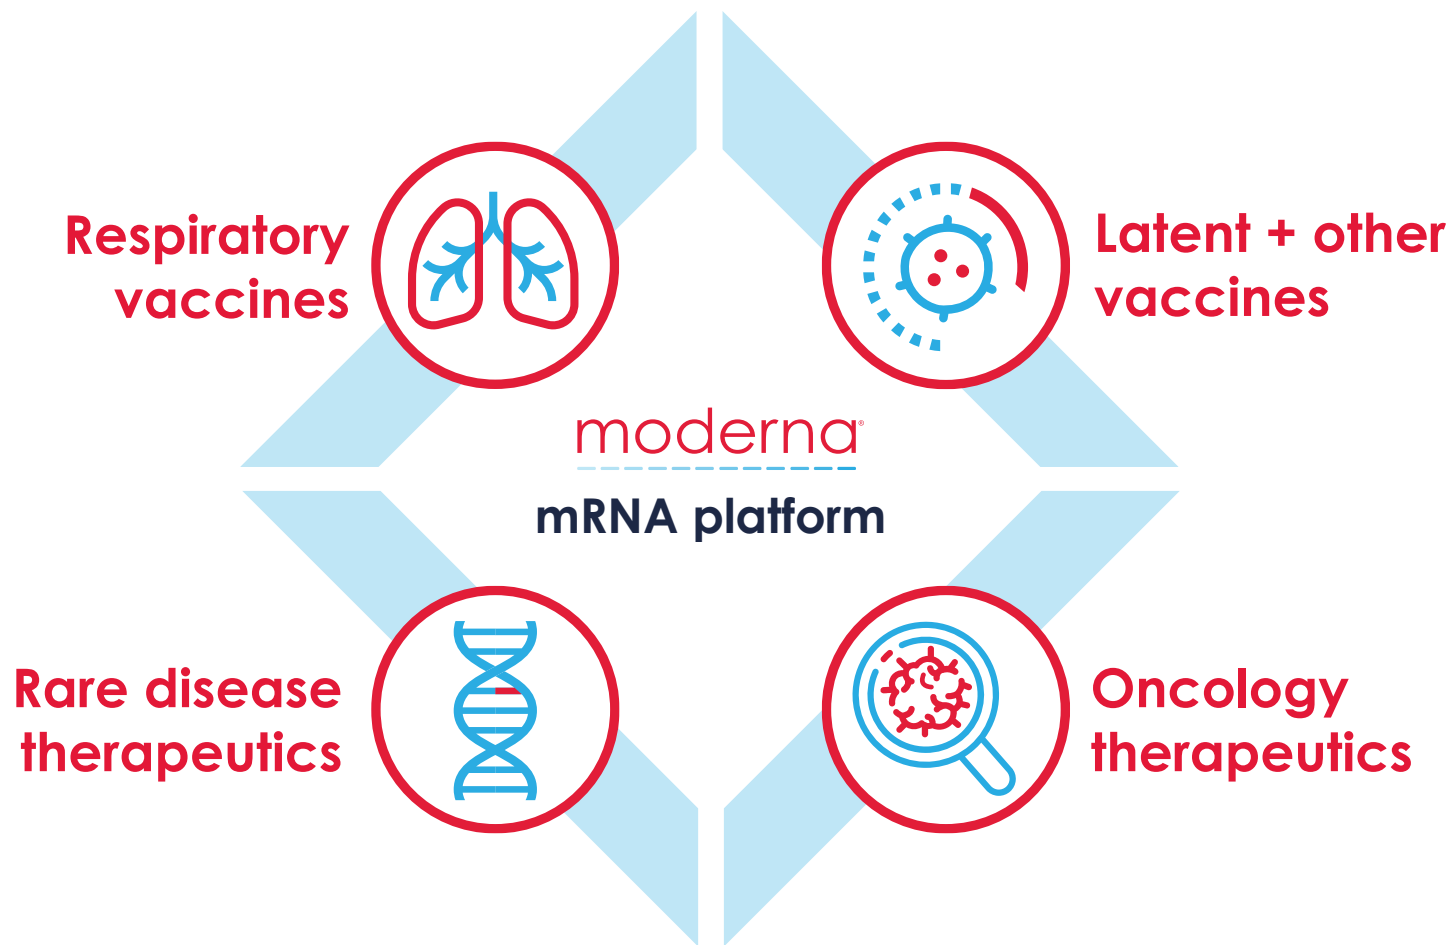 Respiratory
vaccines
Latent + other
vaccines
moderna®
mRNA platform
Rare disease
therapeutics
Oncology
therapeutics